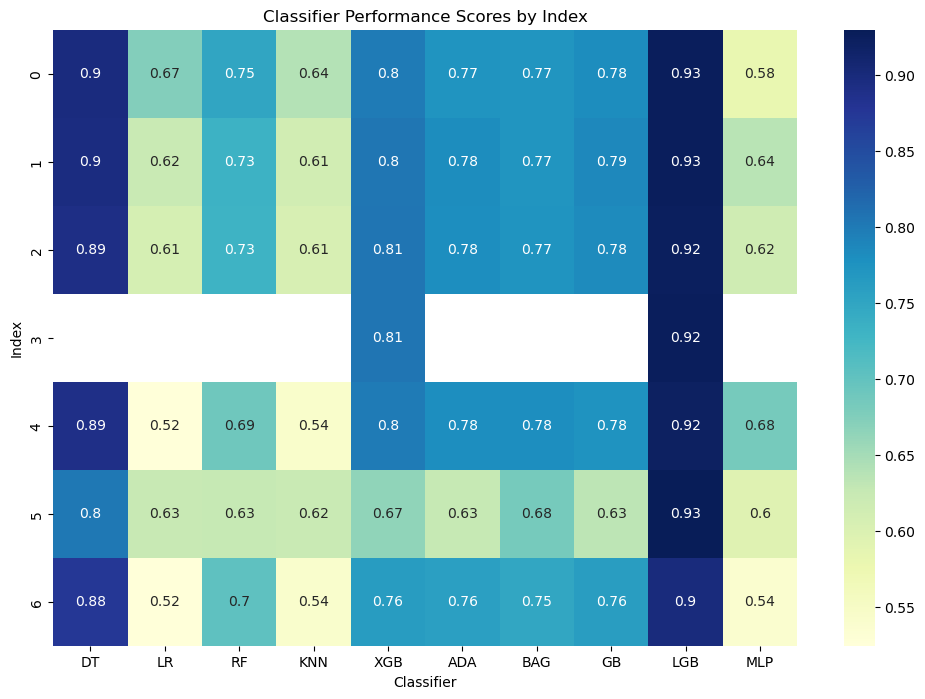 Classifier Performance Scores by Index
0 0.9 0.67 0.75 0.64 0.8 0.77 0.77 0.78 0.93 0.58
1 0.9 0.62 0.73 0.61 0.8 0.78 0.77 0.79 0.93 0.64
2 0.89 0.61 0.73 0.61 0.81 0.78 0.77 0.78 0.92 0.62
3 0.81 0.92
4 0.89 0.52 0.69 0.54 0.8 0.78 0.78 0.78 0.92 0.68
5 0.8 0.63 0.63 0.62 0.67 0.63 0.68 0.63 0.93 0.6
6 0.88 0.52 0.7 0.54 0.76 0.76 0.75 0.76 0.9 0.54
DT LR RF KNN XGB ADA BAG GB LGB MLP
Classifier
Index
0.90
0.85
0.80
0.75
0.70
0.65
0.60
0.55